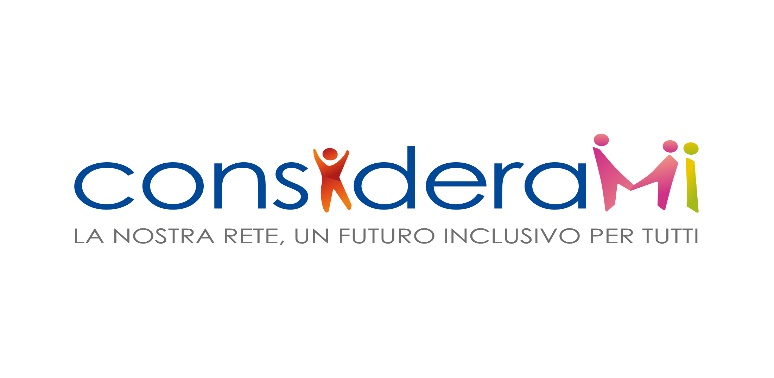 consideraMi
LA NOSTRA RETE, UN FUTURO INCLUSIVO PER TUTTI